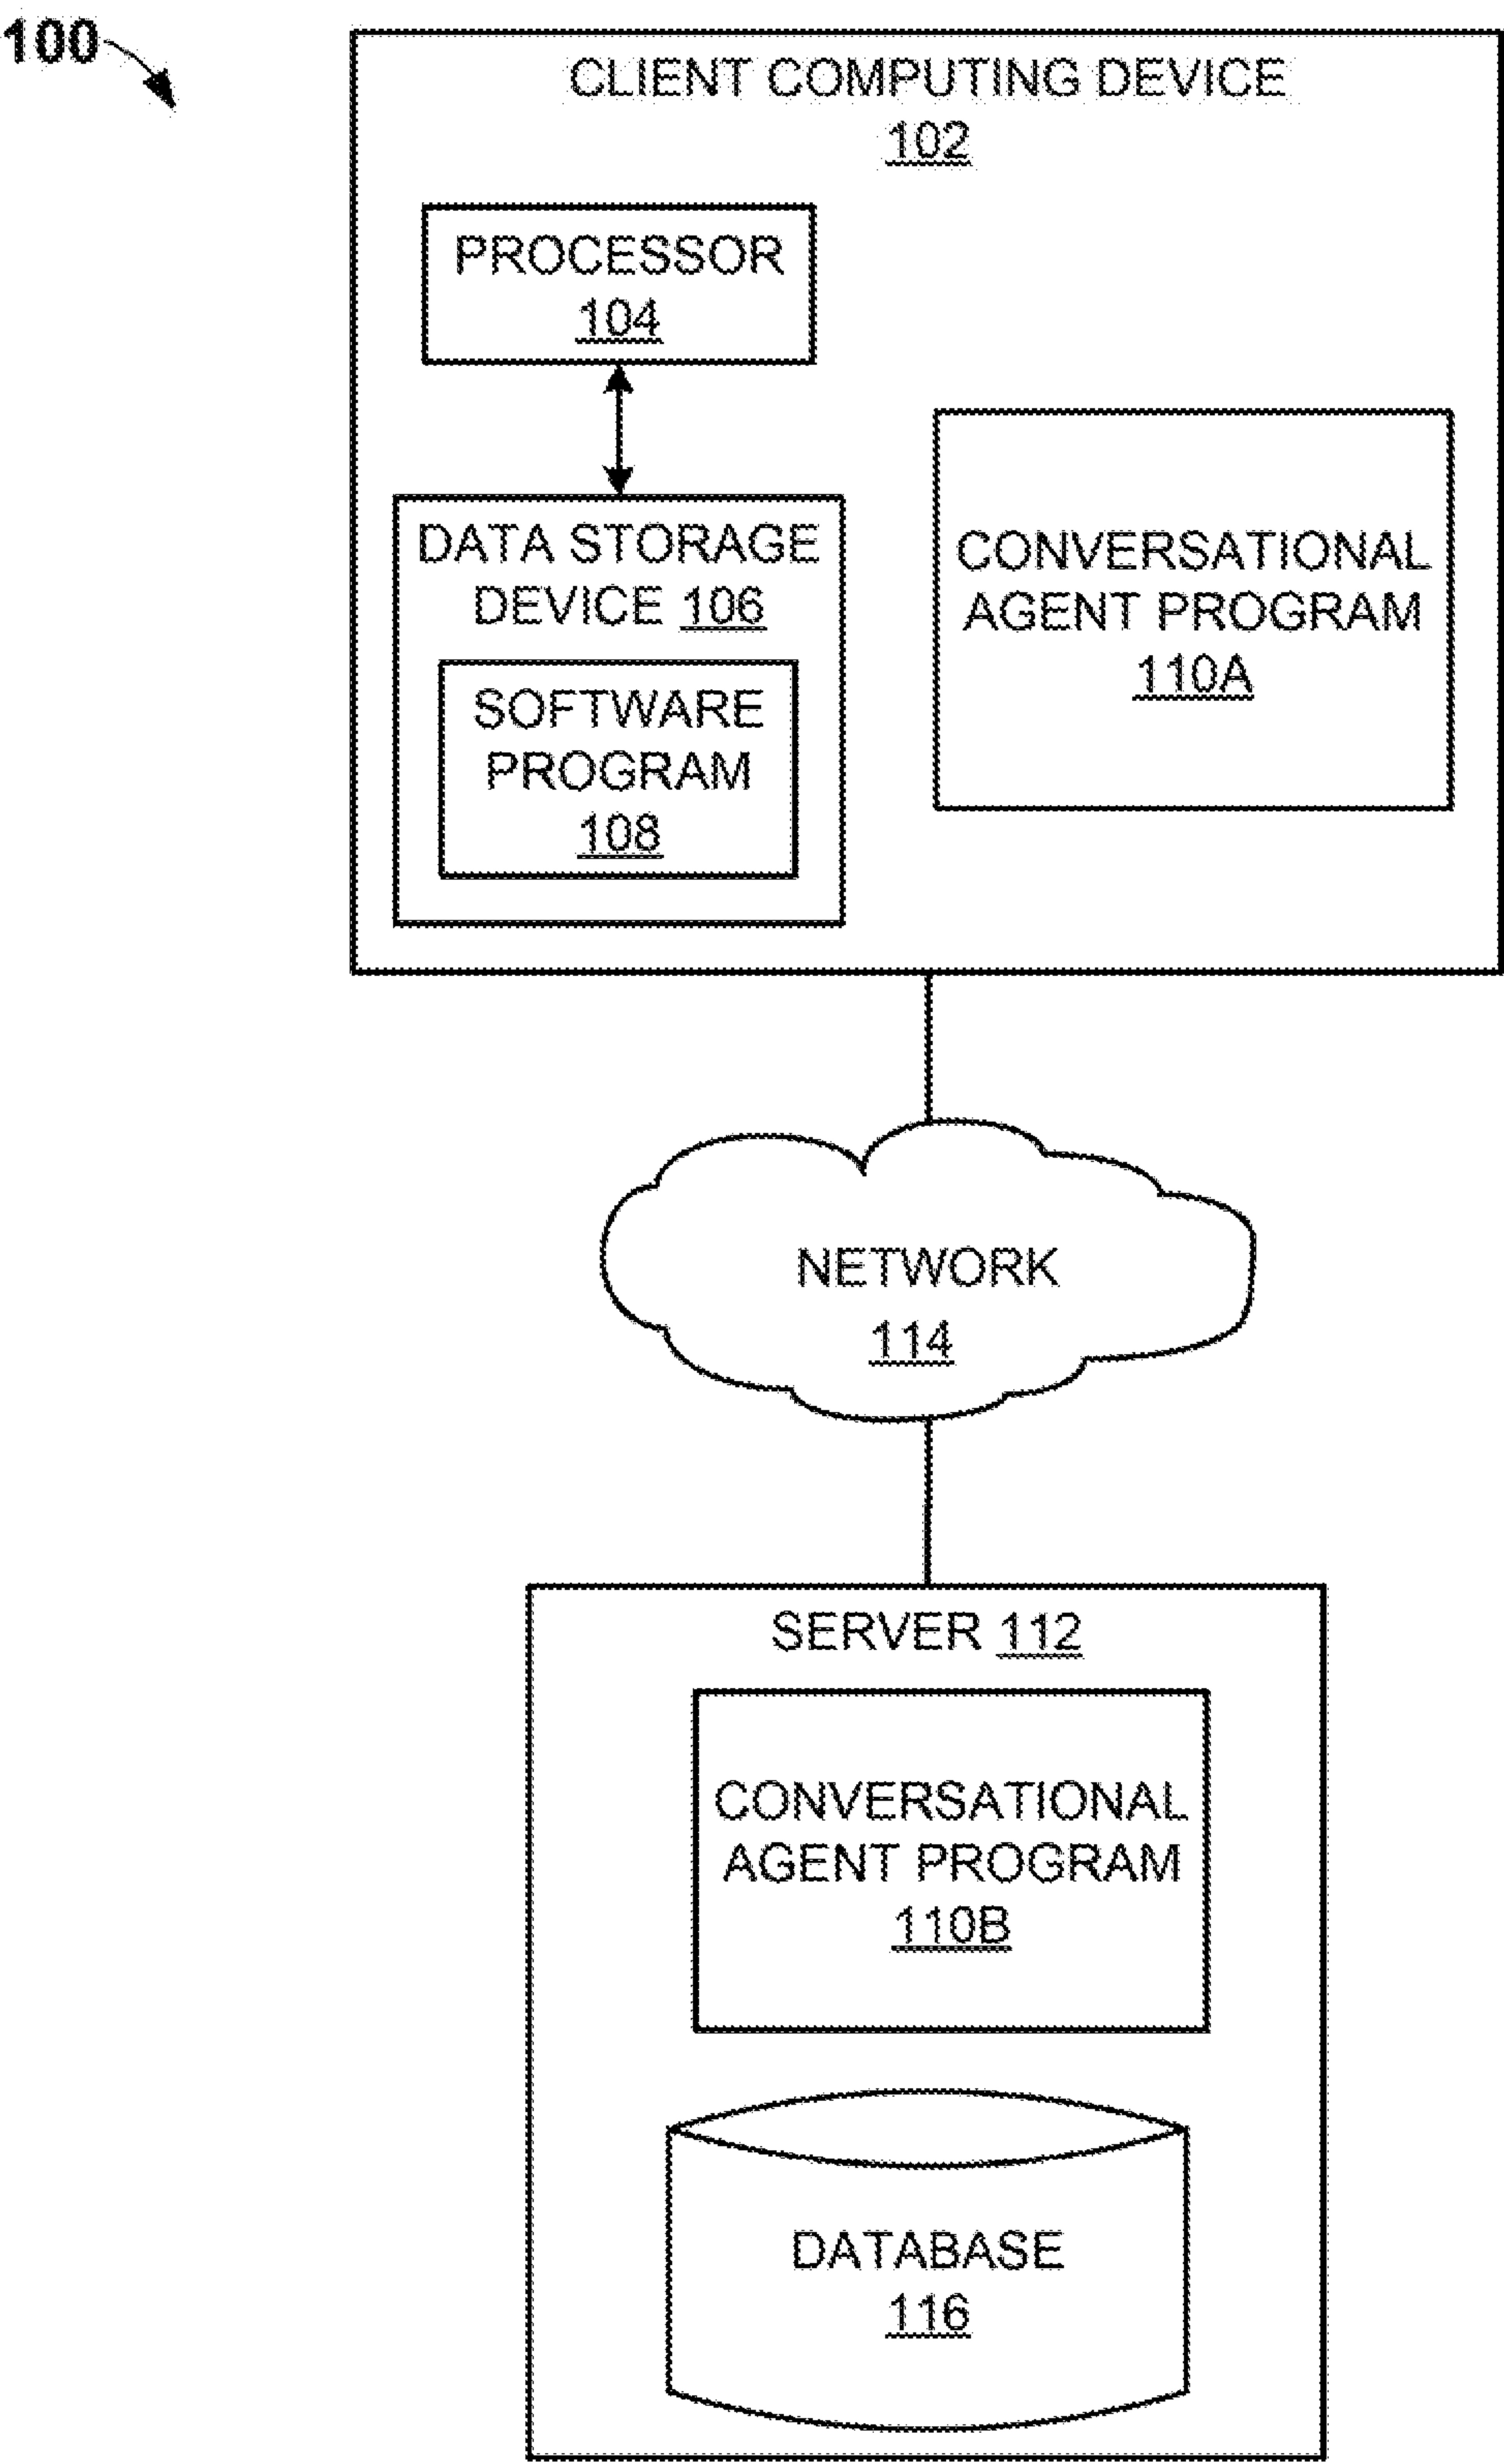 100
CLIENT COMPUTING DEVICE
102
PROCESSOR
104
DATA STORAGE
DEVICE 106
SOFTWARE
PROGRAM
108
CONVERSATIONAL
AGENT PROGRAM
110A
NETWORK
114
SERVER 112
CONVERSATIONAL
AGENT PROGRAM
110B
DATABASE
116